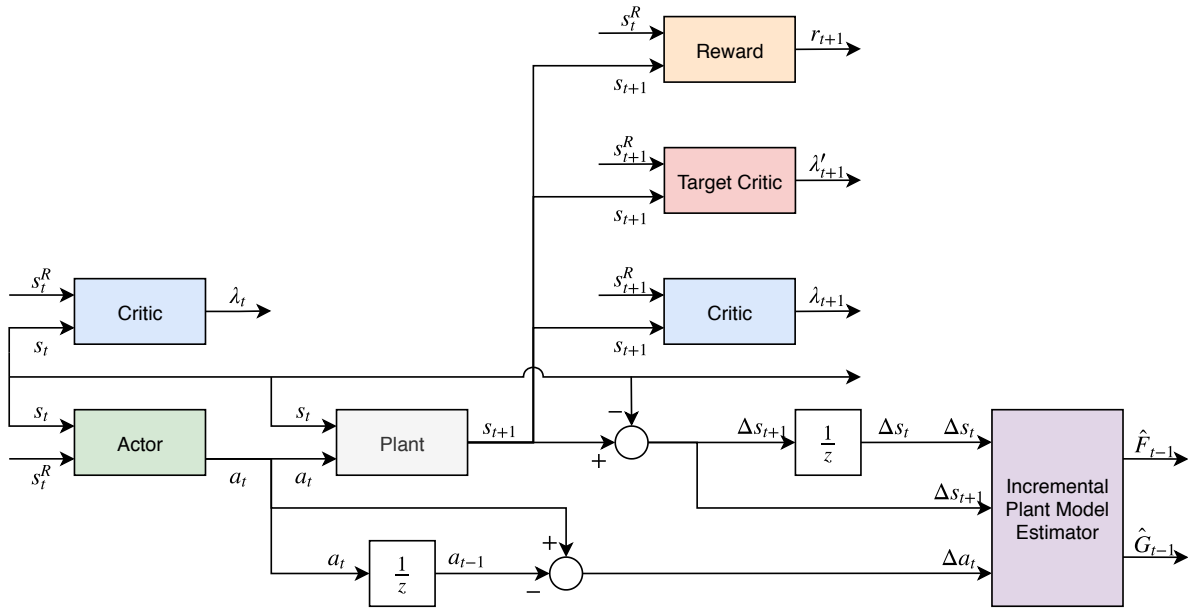 s_t^R
Reward
r_{t+1}
s_{t+1}
s_{t+1}^R
Target Critic
λ'_{t+1}
s_{t+1}
s_t^R
Critic
λ_t
s_t
s_{t+1}^R
Critic
λ_{t+1}
s_{t+1}
s_t
Actor
s_t^R
a_t
s_t
a_t
Plant
s_{t+1}
−
+
Δs_{t+1}
1/z
Δs_t
Δs_t
Δs_{t+1}
Δa_t
Incremental
Plant Model
Estimator
F̂_{t-1}
Ĝ_{t-1}
a_t
1/z
a_{t-1}
+
−